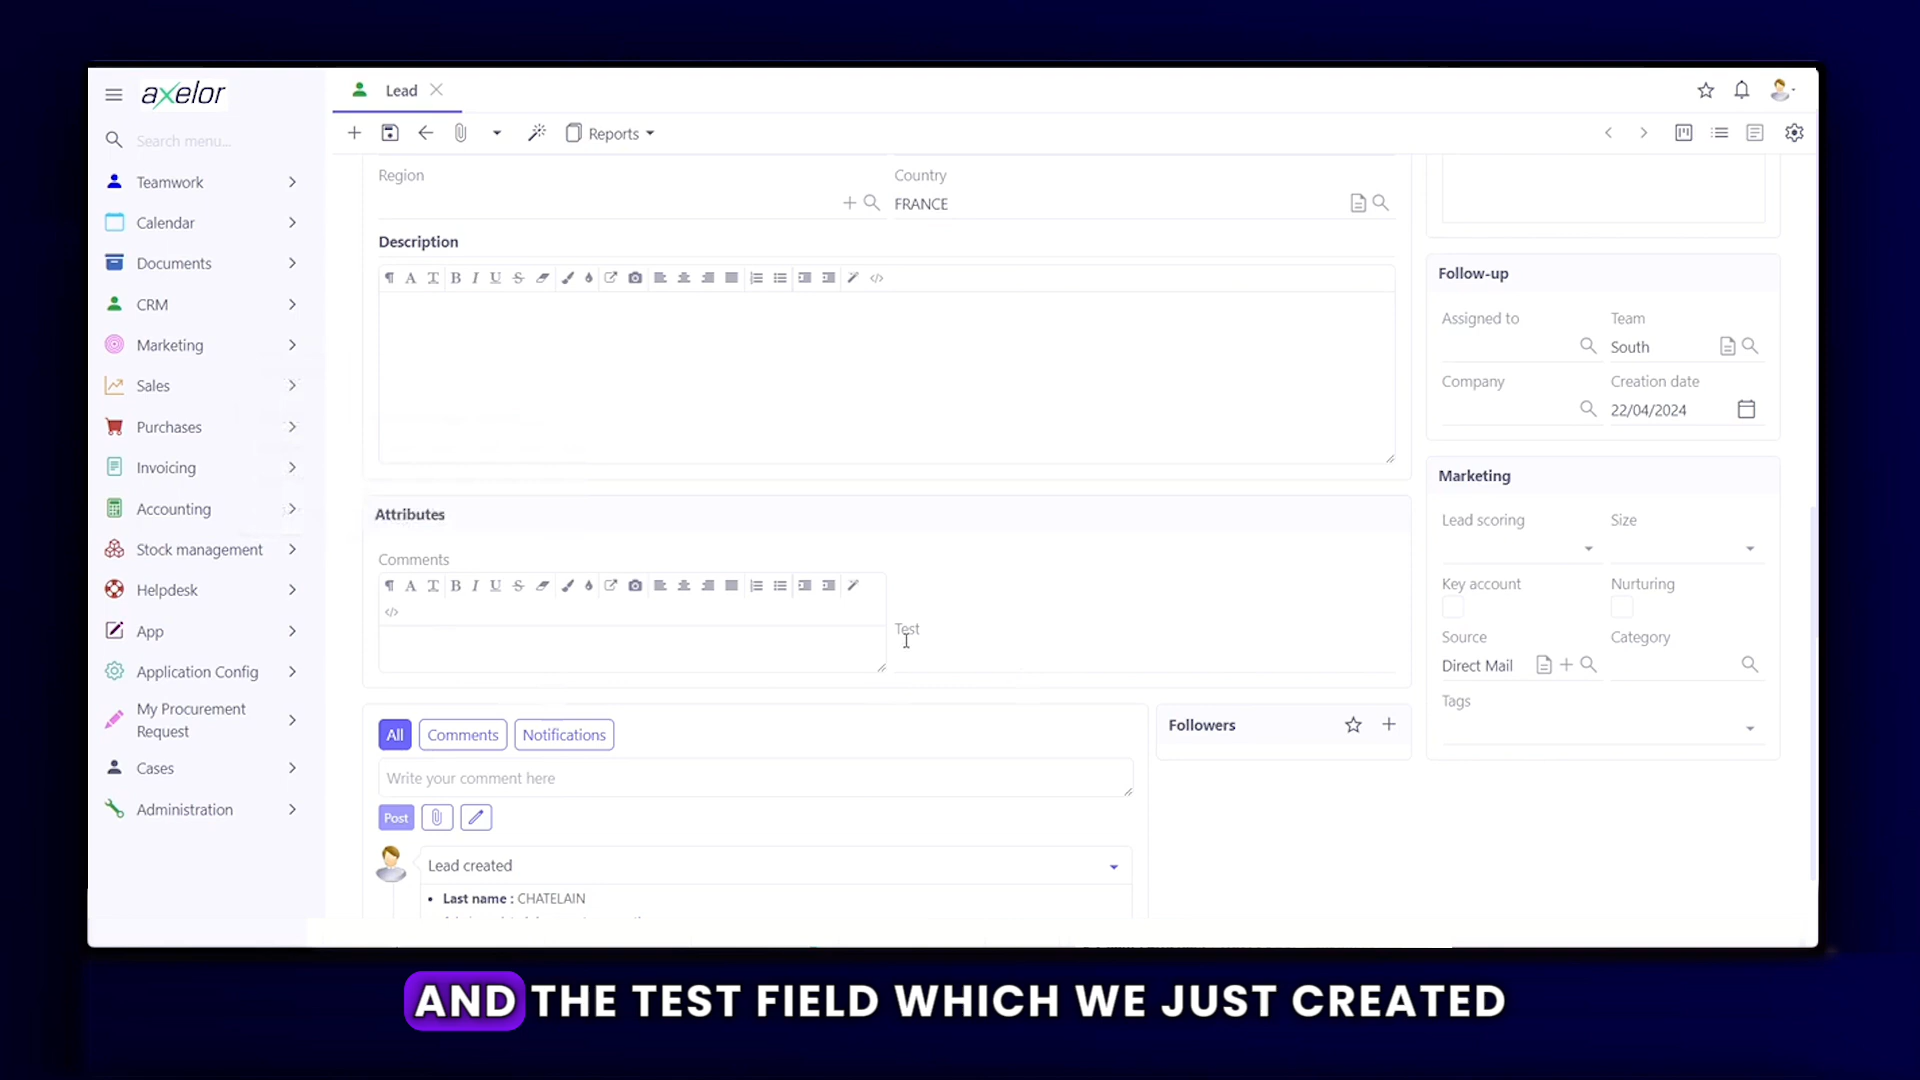 axelor
Lead
Search menu...
Reports
Teamwork
Calendar
Documents
CRM
Marketing
Sales
Purchases
Invoicing
Accounting
Stock management
Helpdesk
App
Application Config
My Procurement
Request
Cases
Administration
Region
Country
FRANCE
Description
Attributes
Comments
Test
All
Comments
Notifications
Write your comment here
Post
Lead created
• Last name : CHATELAIN
Followers
Follow-up
Assigned to
Team
South
Company
Creation date
22/04/2024
Marketing
Lead scoring
Size
Key account
Nurturing
Source
Category
Direct Mail
Tags
AND THE TEST FIELD WHICH WE JUST CREATED